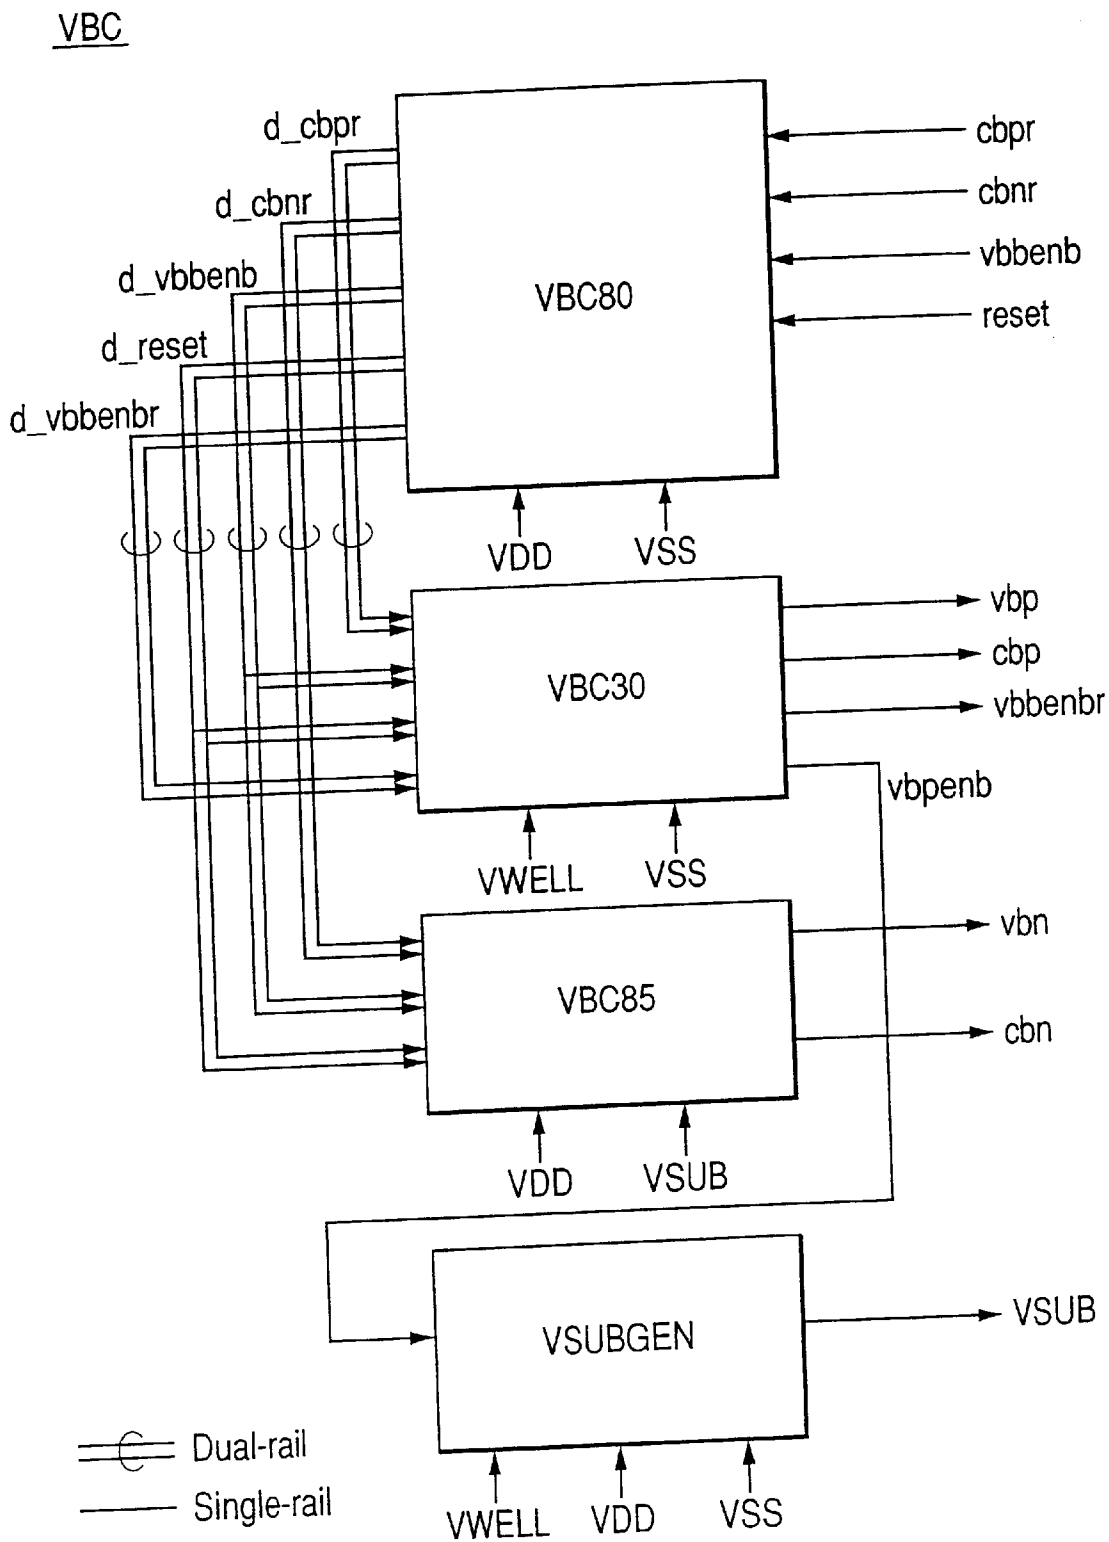 VBC
d_cbpr
cbpr
d_cbnr
cbnr
d_vbbenb
vbbenb
VBC80
d_reset
reset
d_vbbenbr
VDD
VSS
vbp
cbp
VBC30
vbbenbr
vbpenb
VWELL
VSS
vbn
VBC85
cbn
VDD
VSUB
VSUB
VSUBGEN
Dual-rail
Single-rail
VWELL
VDD
VSS